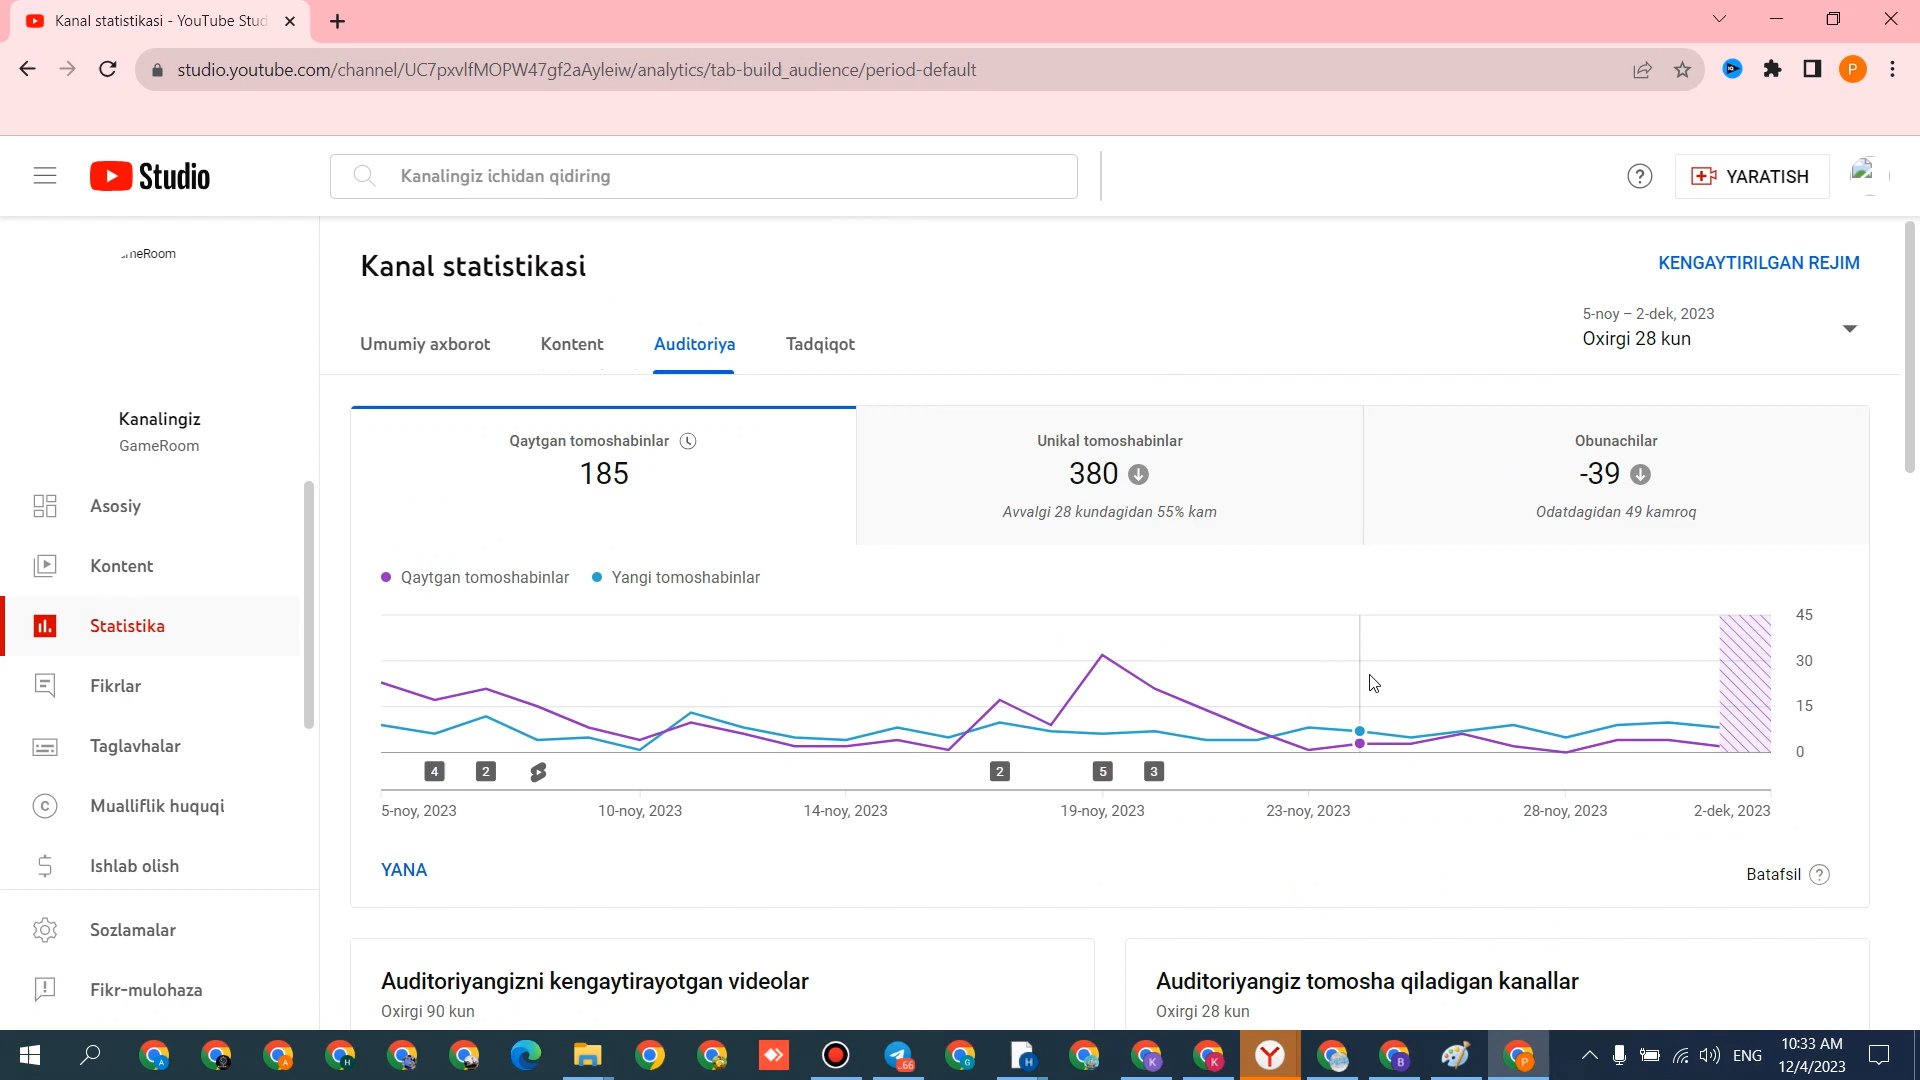 Kanal statistikasi - YouTube Stud
studio.youtube.com/channel/UC7pxvlfMOPW47gf2aAyleiw/analytics/tab-build_audience/period-default
P
Studio
Kanalingiz ichidan qidiring
YARATISH
Kanalingiz
GameRoom
Asosiy
Kontent
Statistika
Fikrlar
Taglavhalar
Mualliflik huquqi
Ishlab olish
Sozlamalar
Fikr-mulohaza
Kanal statistikasi
KENGAYTIRILGAN REJIM
5-noy – 2-dek, 2023
Oxirgi 28 kun
Umumiy axborot Kontent Auditoriya Tadqiqot
Qaytgan tomoshabinlar
185
Unikal tomoshabinlar
380
Avvalgi 28 kundagidan 55% kam
Obunachilar
-39
Odatdagidan 49 kamroq
Qaytgan tomoshabinlar Yangi tomoshabinlar
45
30
15
0
4 2 2 5 3
5-noy, 2023 10-noy, 2023 14-noy, 2023 19-noy, 2023 23-noy, 2023 28-noy, 2023 2-dek, 2023
YANA
Batafsil
Auditoriyangizni kengaytirayotgan videolar
Oxirgi 90 kun
Auditoriyangiz tomosha qiladigan kanallar
Oxirgi 28 kun
ENG
10:33 AM
12/4/2023